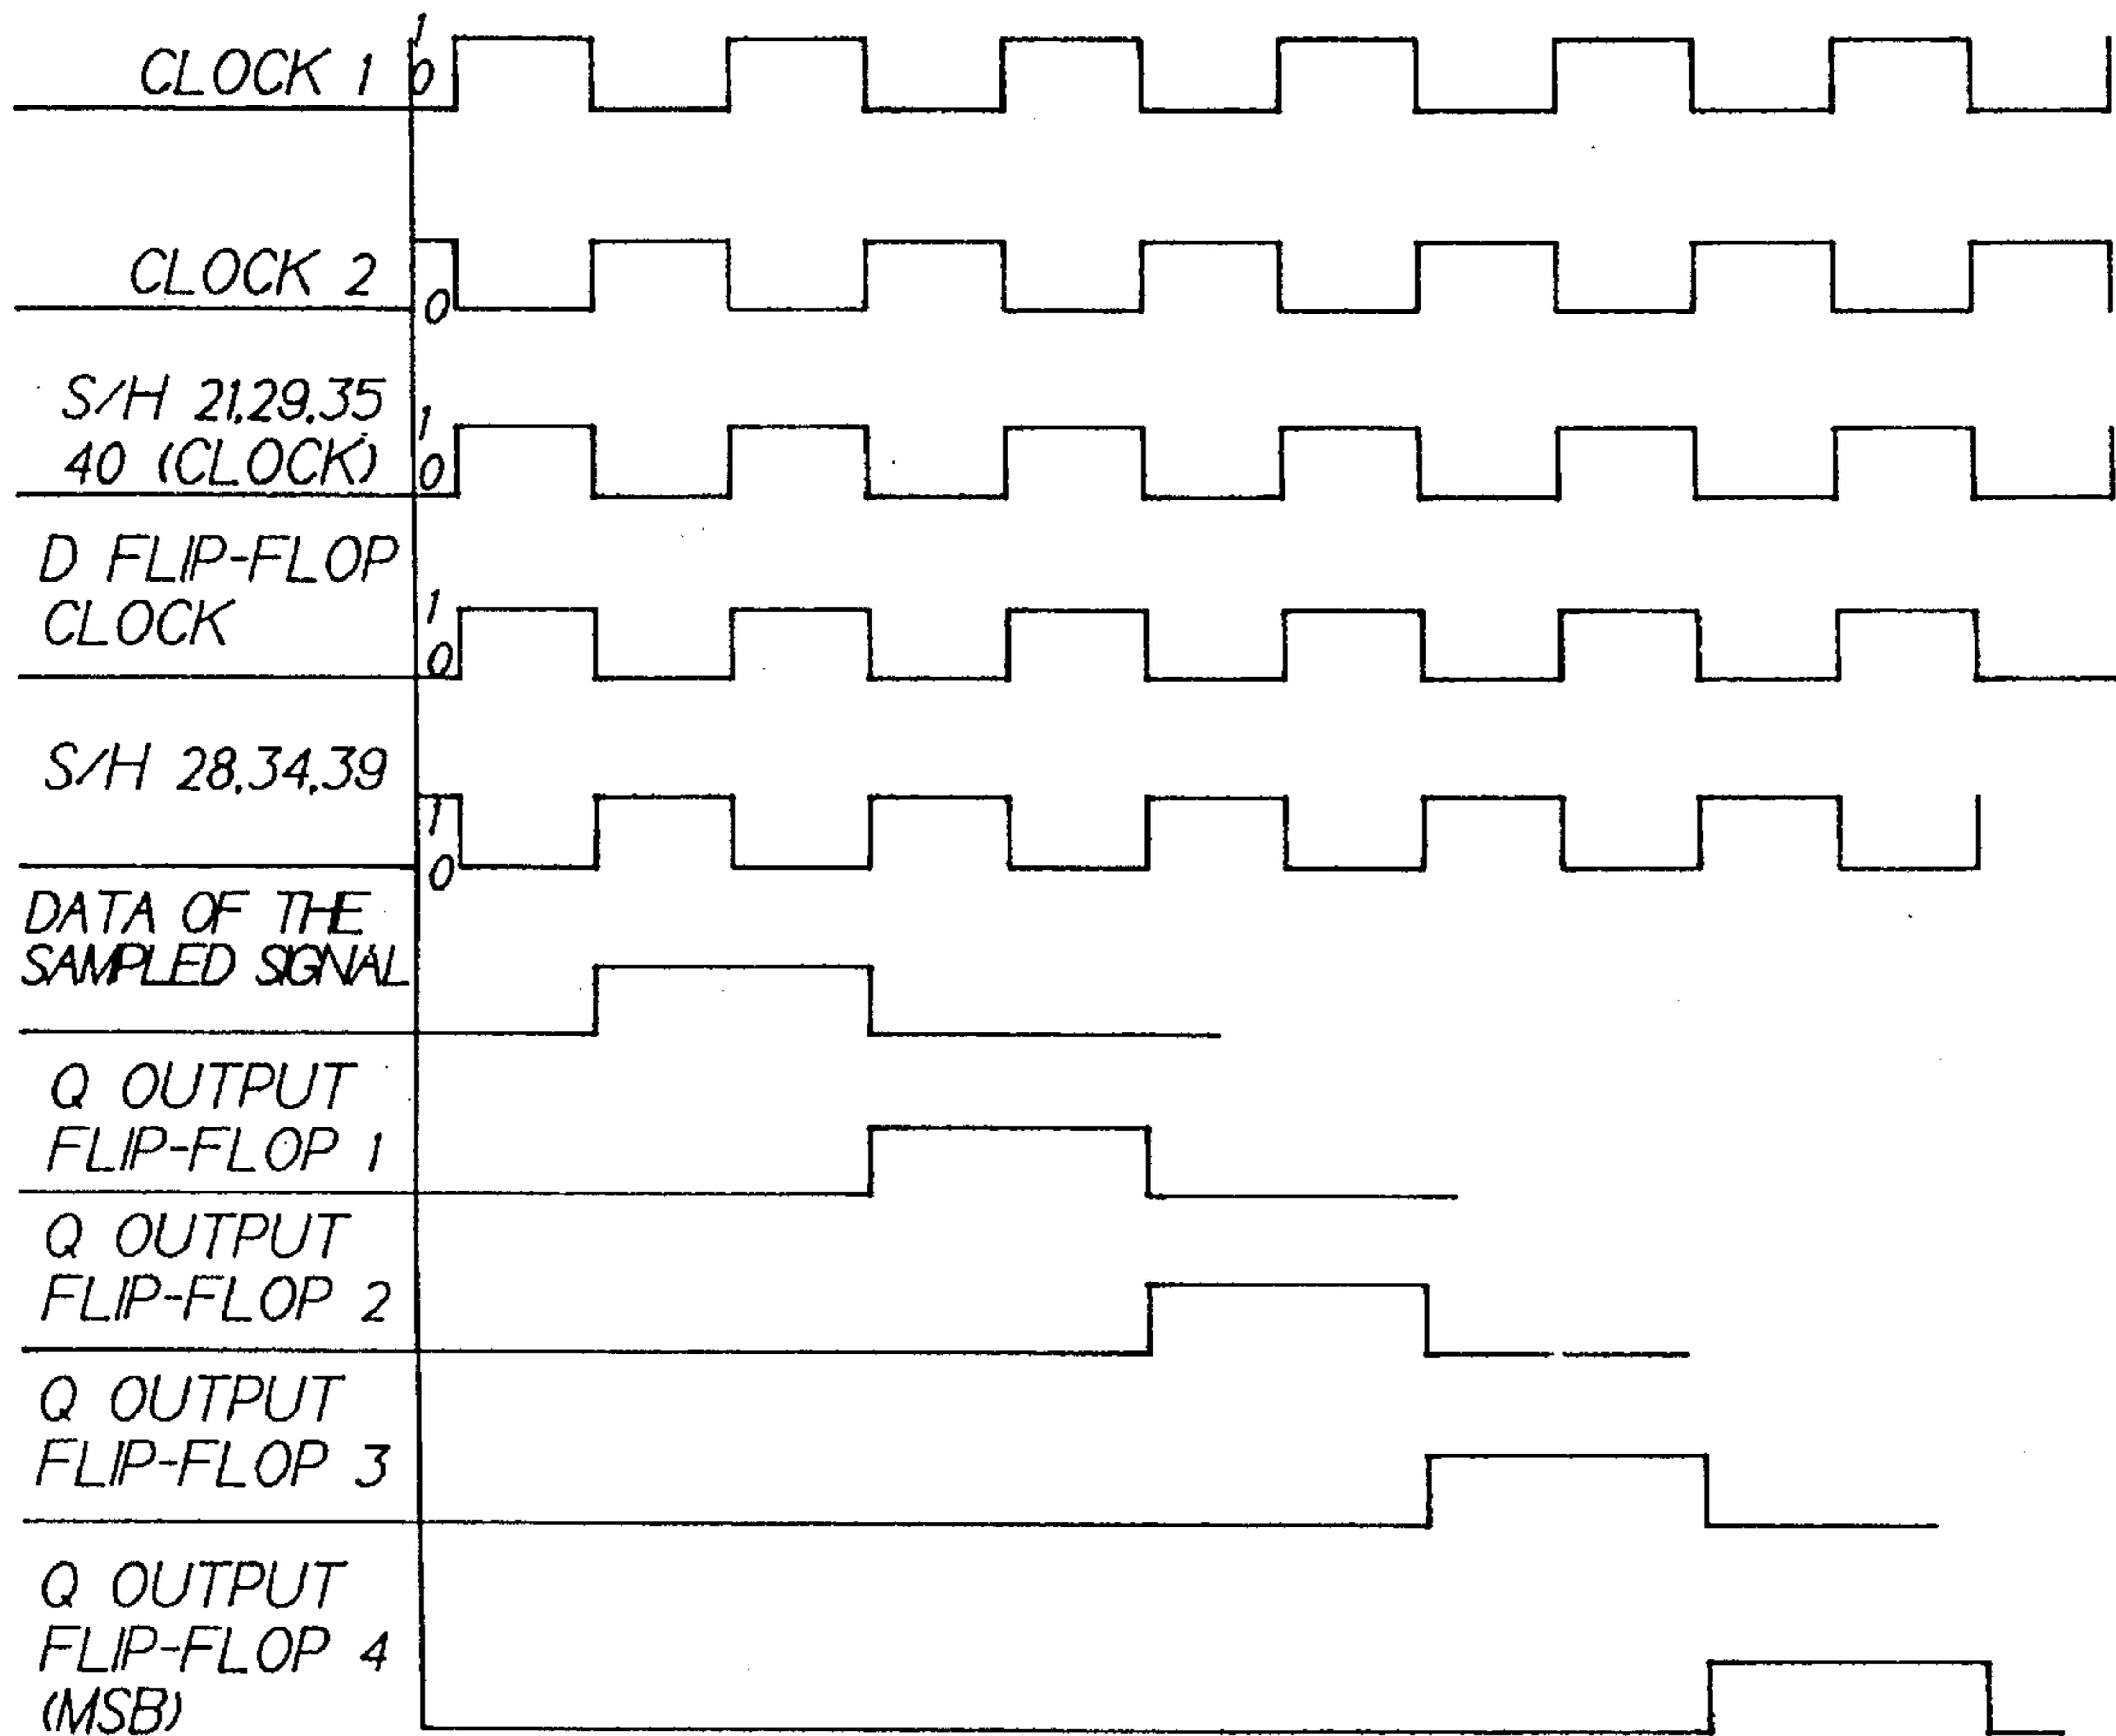 1
CLOCK 1 0
CLOCK 2
0
S/H 21,29,35
40 (CLOCK)
1
0
D FLIP-FLOP
CLOCK
1
0
S/H 28,34,39
1
0
DATA OF THE
SAMPLED SIGNAL
Q OUTPUT
FLIP-FLOP 1
Q OUTPUT
FLIP-FLOP 2
Q OUTPUT
FLIP-FLOP 3
Q OUTPUT
FLIP-FLOP 4
(MSB)